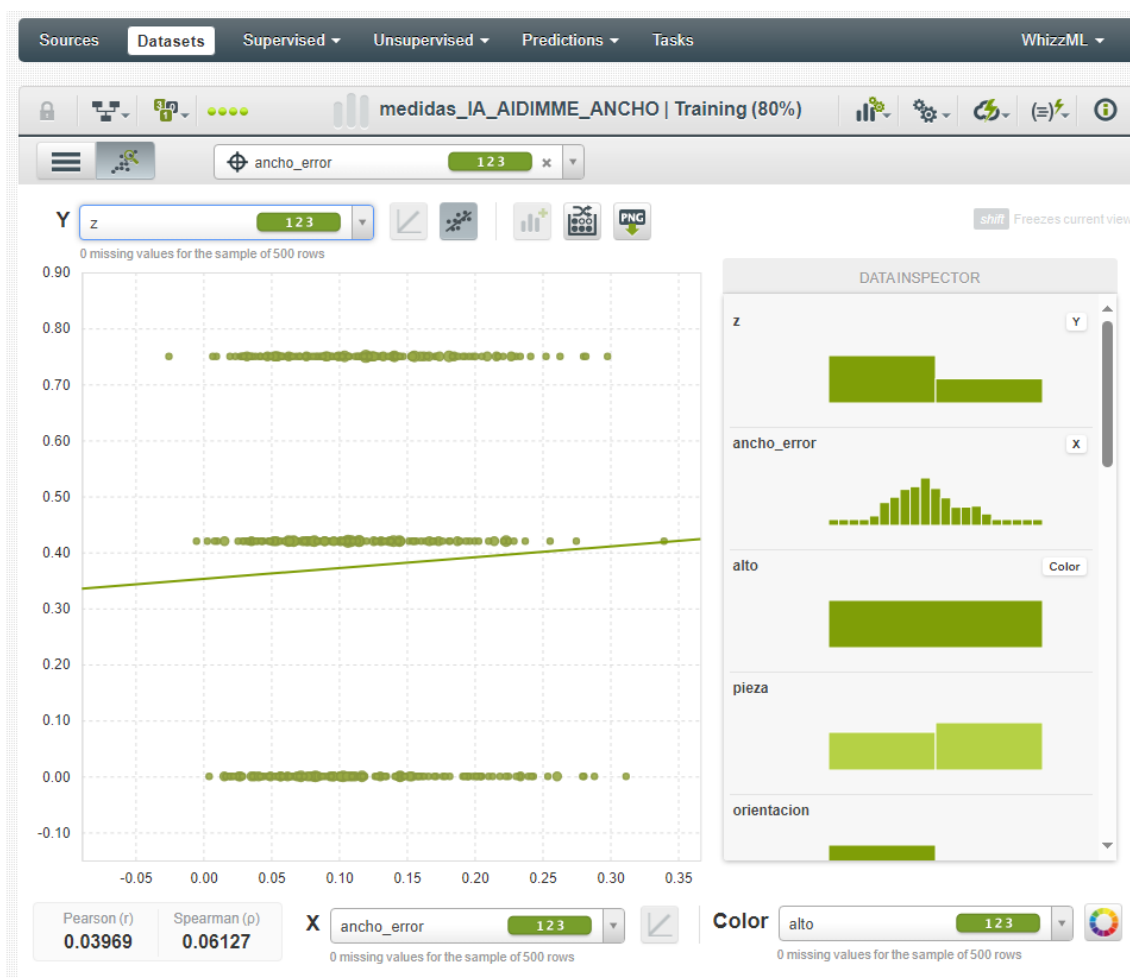 Sources Datasets Supervised Unsupervised Predictions Tasks WhizzML
medidas_IA_AIDIMME_ANCHO | Training (80%)
ancho_error 123 ×
Y z 123 PNG shift Freezes current view
0 missing values for the sample of 500 rows
0.90
0.80
0.70
0.60
0.50
0.40
0.30
0.20
0.10
0.00
-0.10
-0.05 0.00 0.05 0.10 0.15 0.20 0.25 0.30 0.35
DATA INSPECTOR
z Y
ancho_error X
alto Color
pieza
orientacion
Pearson (r) Spearman (ρ)
0.03969 0.06127
X ancho_error 123
0 missing values for the sample of 500 rows
Color alto 123
0 missing values for the sample of 500 rows